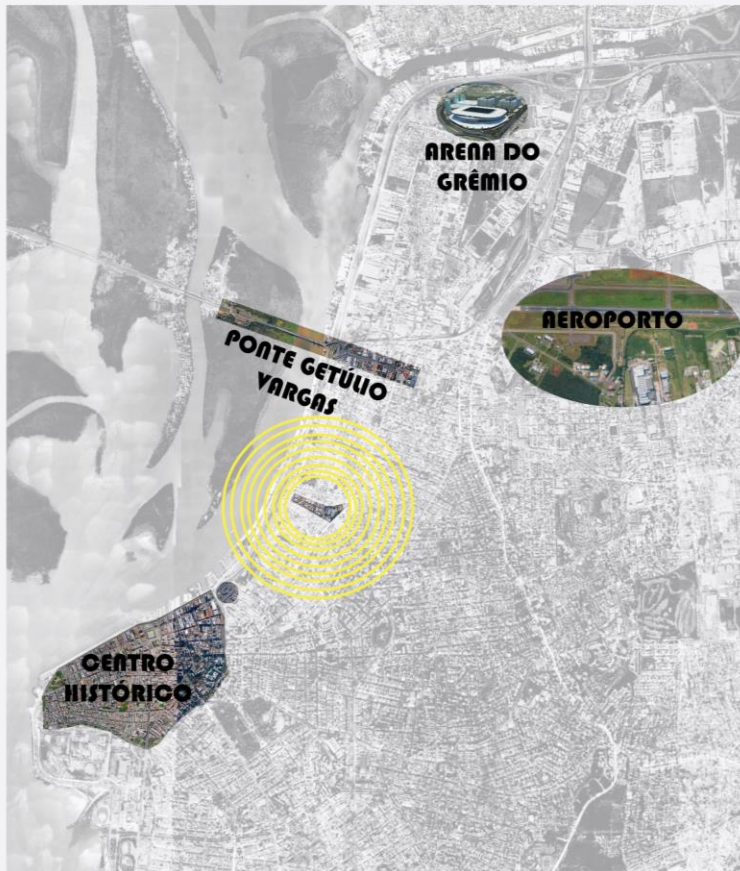 ARENA DO
GRÊMIO
AEROPORTO
PONTE GETÚLIO
VARGAS
CENTRO
HISTÓRICO